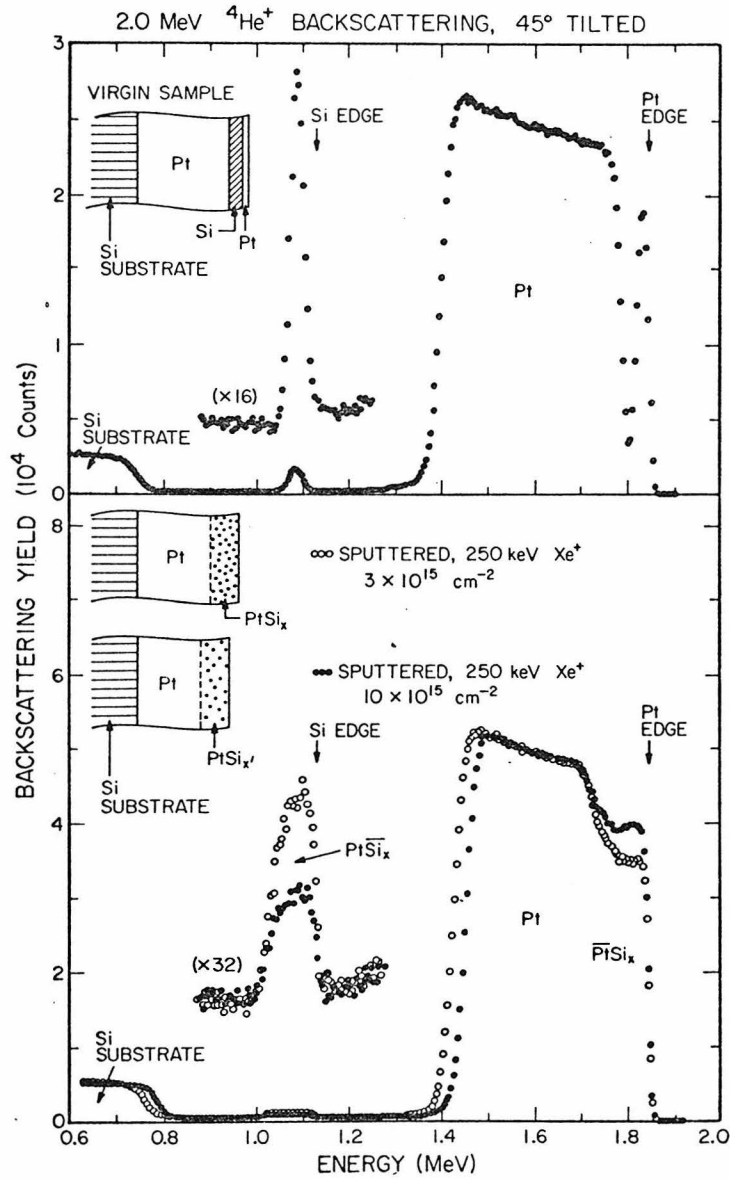 2.0 MeV ⁴He⁺ BACKSCATTERING, 45° TILTED
3
VIRGIN SAMPLE
Pt
Si
Pt
Si
SUBSTRATE
Si EDGE
Pt
EDGE
2
Pt
1
(×16)
Si
SUBSTRATE
0
BACKSCATTERING YIELD (10⁴ Counts)
8
Pt
PtSiₓ
○○○ SPUTTERED, 250 keV Xe⁺
3 × 10¹⁵ cm⁻²
6
Pt
PtSiₓ′
Si
SUBSTRATE
●●● SPUTTERED, 250 keV Xe⁺
10 × 10¹⁵ cm⁻²
Si EDGE
Pt
EDGE
4
PtS̅i̅ₓ
Pt
P̅t̅Siₓ
2
(×32)
Si
SUBSTRATE
0
0.6 0.8 1.0 1.2 1.4 1.6 1.8 2.0
ENERGY (MeV)